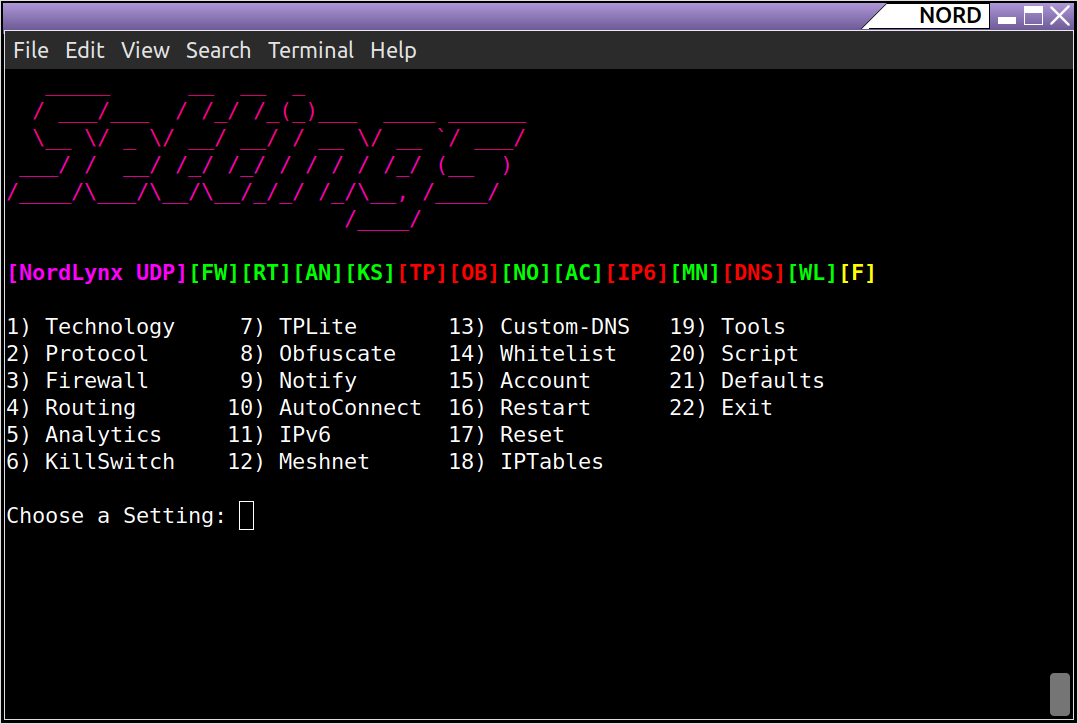 NORD
File Edit View Search Terminal Help
Settings
[NordLynx UDP][FW][RT][AN][KS][TP][OB][NO][AC][IP6][MN][DNS][WL][F]
1) Technology 7) TPLite 13) Custom-DNS 19) Tools
2) Protocol 8) Obfuscate 14) Whitelist 20) Script
3) Firewall 9) Notify 15) Account 21) Defaults
4) Routing 10) AutoConnect 16) Restart 22) Exit
5) Analytics 11) IPv6 17) Reset
6) KillSwitch 12) Meshnet 18) IPTables
Choose a Setting: